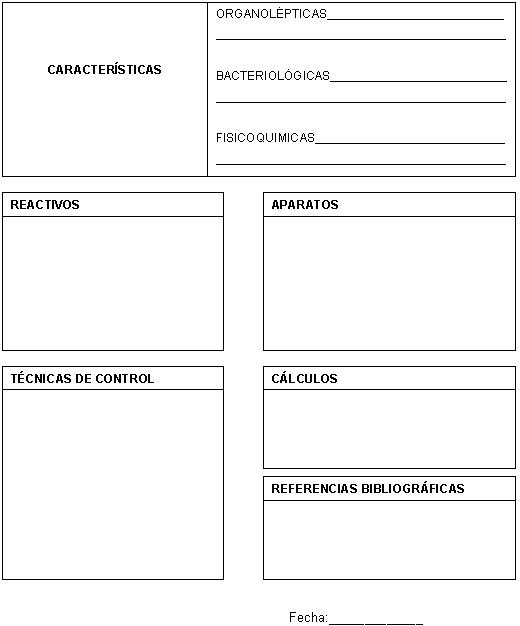 CARACTERÍSTICAS
ORGANOLÉPTICAS
BACTERIOLÓGICAS
FISICOQUIMICAS
REACTIVOS
APARATOS
TÉCNICAS DE CONTROL
CÁLCULOS
REFERENCIAS BIBLIOGRÁFICAS
Fecha: